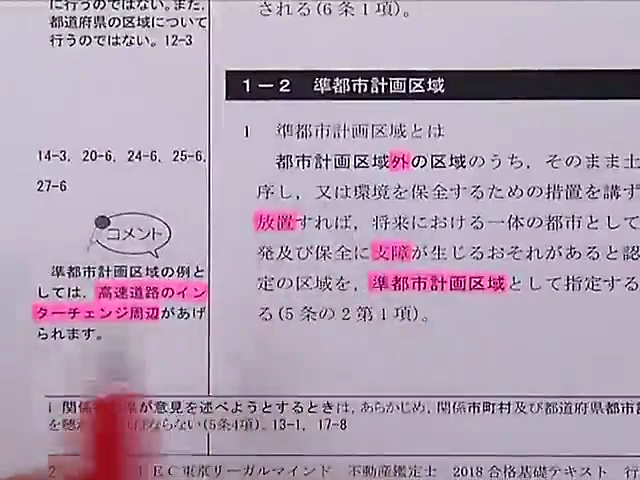 に行うのではない。また、
都道府県の区域について
行うのではない。12-3
される(6条1項)。
1－2 準都市計画区域
1 準都市計画区域とは
都市計画区域外の区域のうち，そのまま土
序し，又は環境を保全するための措置を講ず
放置すれば，将来における一体の都市として
発及び保全に支障が生じるおそれがあると認
定の区域を，準都市計画区域として指定する
る(5条の2第1項)。
14-3，20-6，24-6，25-6，
27-6
コメント
準都市計画区域の例と
しては，高速道路のイン
ターチェンジ周辺があげ
られます。
1 関係 が意見を述べようとするときは，あらかじめ，関係市町村及び都道府県都市
を聴 ならない(5条4項)。13-1，17-8
2 EC東京リーガルマインド 不動産鑑定士 2018合格基礎テキスト 行